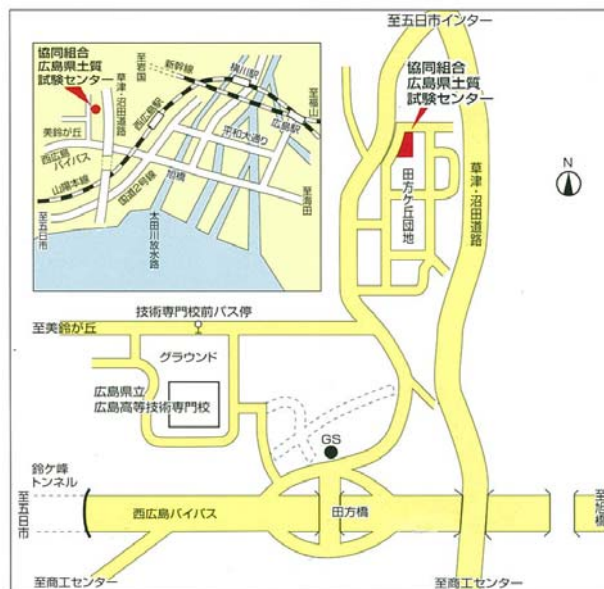 至五日市インター
協同組合
広島県土質
試験センター
草津・沼田道路
至岩国
新幹線
横川駅
西広島駅
至福山
広島駅
美鈴が丘
平和大通り
西広島
バイパス
旭橋
山陽本線
国道2号線
至海田
至五日市
太田川放水路
協同組合
広島県土質
試験センター
田方ケ丘団地
草津・沼田道路
N
技術専門校前バス停
至美鈴が丘
グラウンド
広島県立
広島高等技術専門校
GS
鈴ケ峰
トンネル
至五日市
西広島バイパス
田方橋
至旭橋
至商工センター
至商工センター